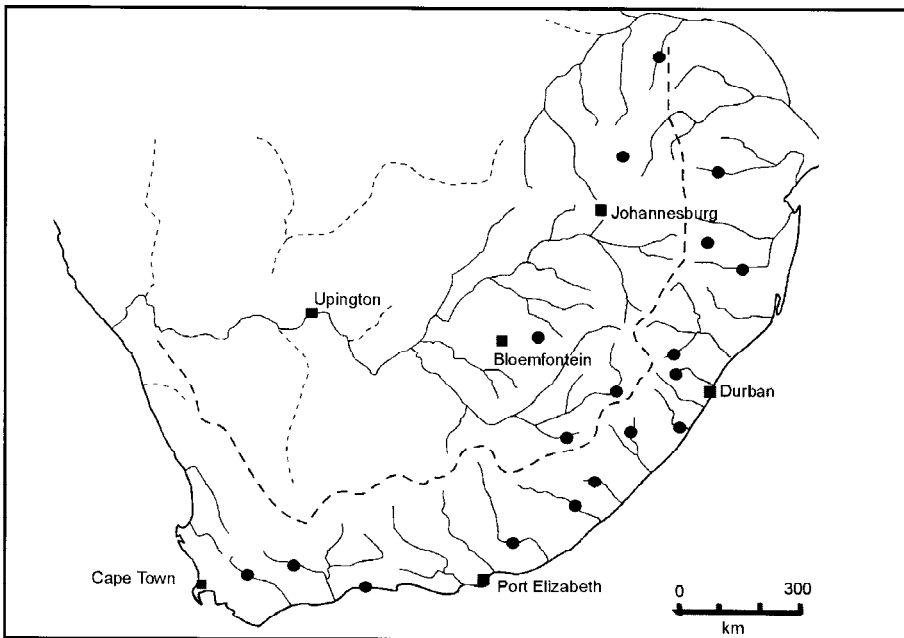 Johannesburg
Upington
Bloemfontein
Durban
Cape Town
Port Elizabeth
0 300
km